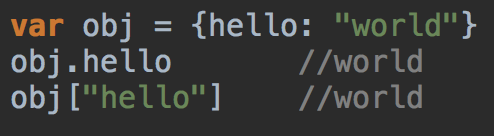 var obj = {hello: "world"}
obj.hello        //world
obj["hello"]    //world